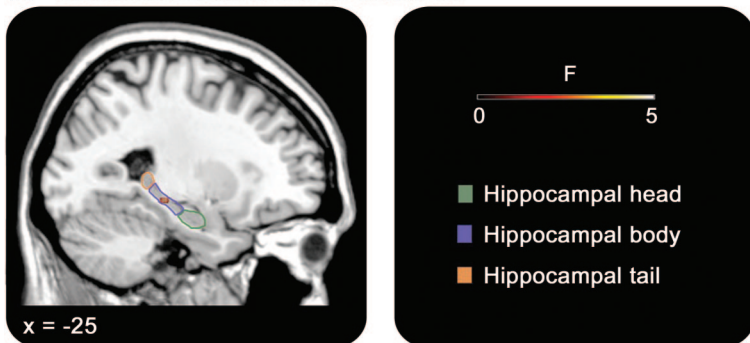 x = -25
F
0 5
Hippocampal head
Hippocampal body
Hippocampal tail